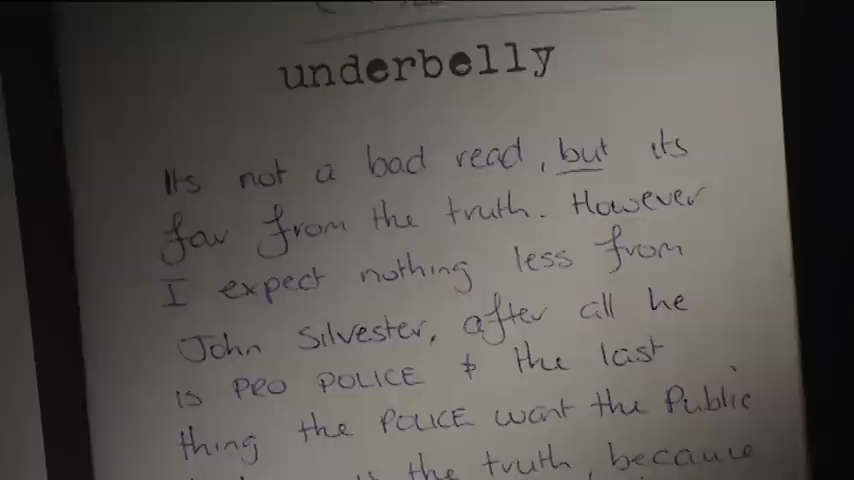 underbelly
Its not a bad read, but its
far from the truth. However
I expect nothing less from
John Silvester, after all he
is PRO POLICE & the last
thing the POLICE want the Public
is the truth, because